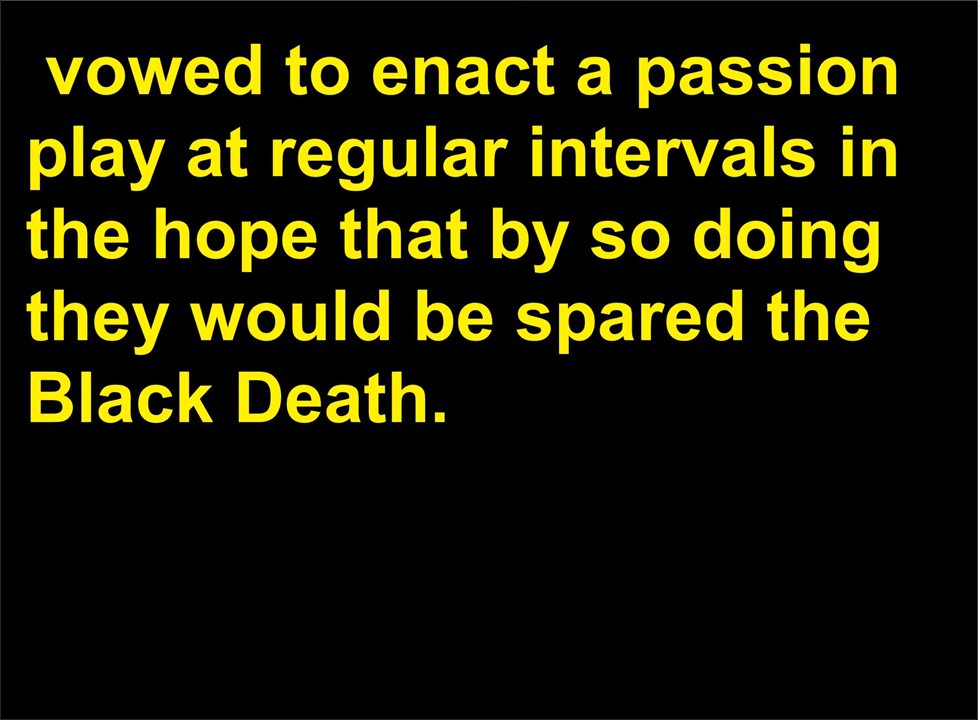 vowed to enact a passion
play at regular intervals in
the hope that by so doing
they would be spared the
Black Death.